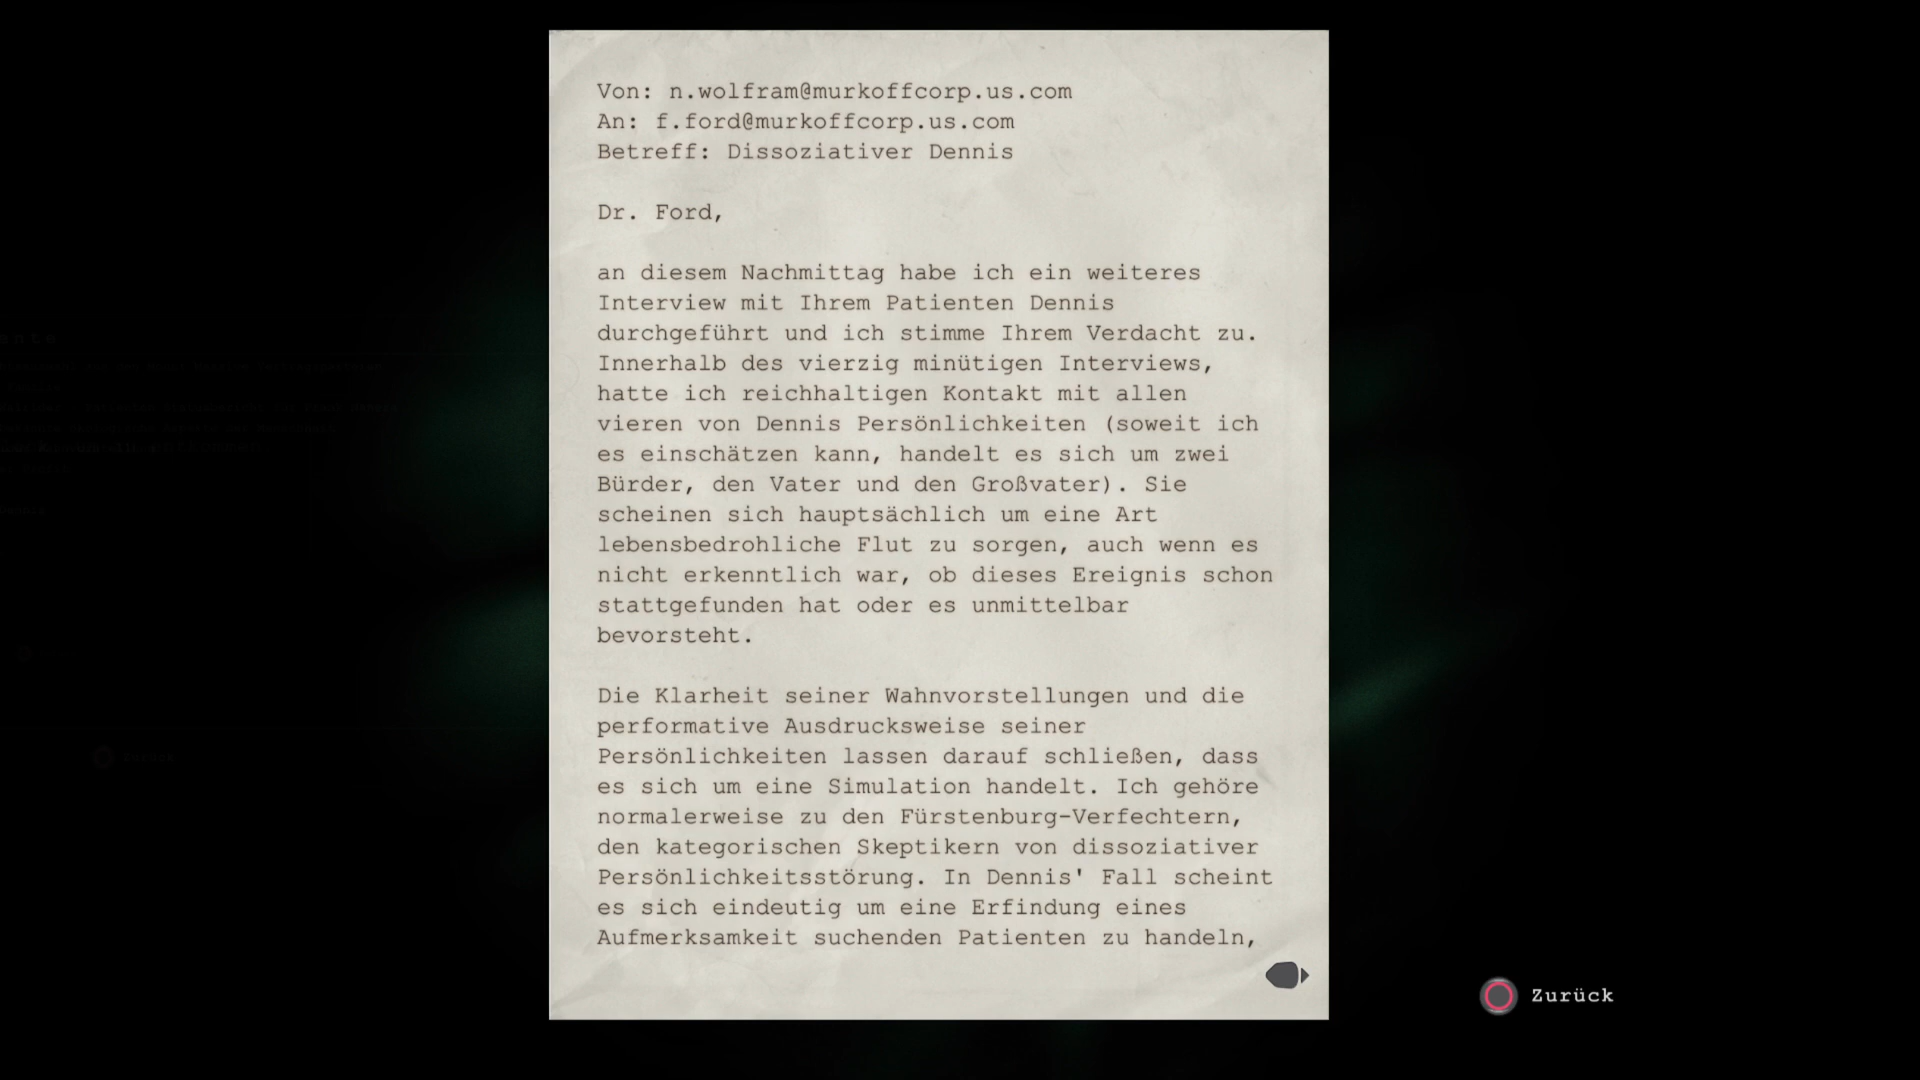 Von: n.wolfram@murkoffcorp.us.com
An: f.ford@murkoffcorp.us.com
Betreff: Dissoziativer Dennis
Dr. Ford,
an diesem Nachmittag habe ich ein weiteres
Interview mit Ihrem Patienten Dennis
durchgeführt und ich stimme Ihrem Verdacht zu.
Innerhalb des vierzig minütigen Interviews,
hatte ich reichhaltigen Kontakt mit allen
vieren von Dennis Persönlichkeiten (soweit ich
es einschätzen kann, handelt es sich um zwei
Bürder, den Vater und den Großvater). Sie
scheinen sich hauptsächlich um eine Art
lebensbedrohliche Flut zu sorgen, auch wenn es
nicht erkenntlich war, ob dieses Ereignis schon
stattgefunden hat oder es unmittelbar
bevorsteht.
Die Klarheit seiner Wahnvorstellungen und die
performative Ausdrucksweise seiner
Persönlichkeiten lassen darauf schließen, dass
es sich um eine Simulation handelt. Ich gehöre
normalerweise zu den Fürstenburg-Verfechtern,
den kategorischen Skeptikern von dissoziativer
Persönlichkeitsstörung. In Dennis' Fall scheint
es sich eindeutig um eine Erfindung eines
Aufmerksamkeit suchenden Patienten zu handeln,
Zurück